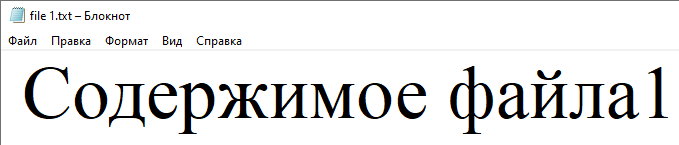 file 1.txt – Блокнот
Файл Правка Формат Вид Справка
Содержимое файла1